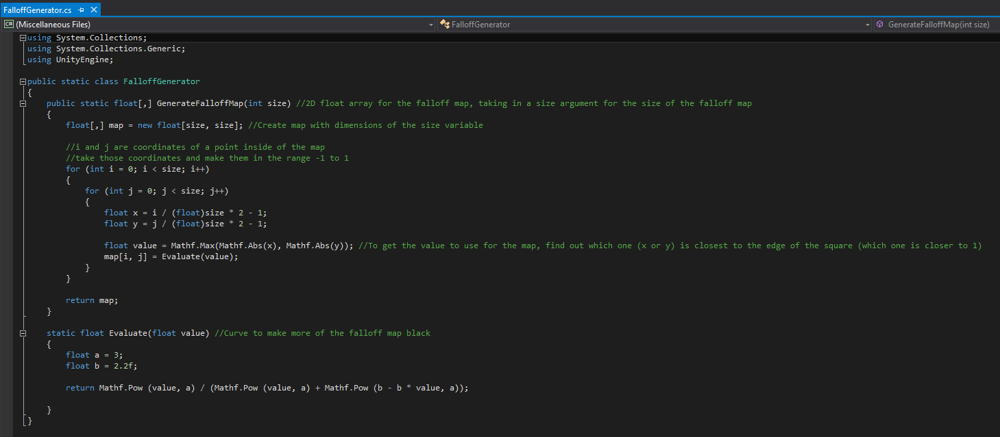 FalloffGenerator.cs
C# (Miscellaneous Files) FalloffGenerator GenerateFalloffMap(int size)
using System.Collections;
using System.Collections.Generic;
using UnityEngine;

public static class FalloffGenerator
{
    public static float[,] GenerateFalloffMap(int size) //2D float array for the falloff map, taking in a size argument for the size of the falloff map
    {
        float[,] map = new float[size, size]; //Create map with dimensions of the size variable

        //i and j are coordinates of a point inside of the map
        //take those coordinates and make them in the range -1 to 1
        for (int i = 0; i < size; i++)
        {
            for (int j = 0; j < size; j++)
            {
                float x = i / (float)size * 2 - 1;
                float y = j / (float)size * 2 - 1;

                float value = Mathf.Max(Mathf.Abs(x), Mathf.Abs(y)); //To get the value to use for the map, find out which one (x or y) is closest to the edge of the square (which one is closer to 1)
                map[i, j] = Evaluate(value);
            }
        }

        return map;
    }

    static float Evaluate(float value) //Curve to make more of the falloff map black
    {
        float a = 3;
        float b = 2.2f;

        return Mathf.Pow (value, a) / (Mathf.Pow (value, a) + Mathf.Pow (b - b * value, a));

    }
}